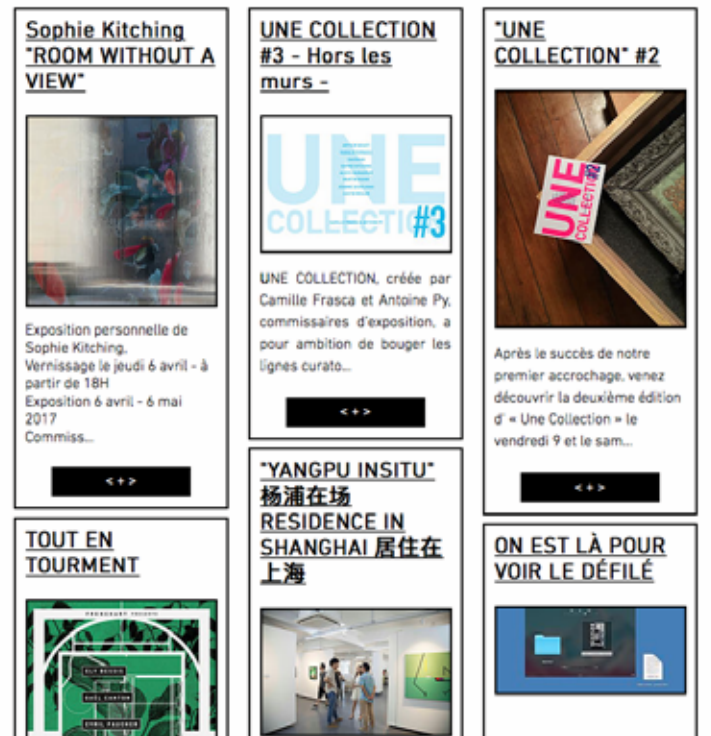 Sophie Kitching
"ROOM WITHOUT A
VIEW"
Exposition personnelle de
Sophie Kitching.
Vernissage le jeudi 6 avril - à
partir de 18H
Exposition 6 avril - 6 mai
2017
Commiss...
< + >
TOUT EN
TOURMENT
UNE COLLECTION
#3 - Hors les
murs -
UNE
COLLECTI
#3
UNE COLLECTION, créée par
Camille Frasca et Antoine Py,
commissaires d'exposition, a
pour ambition de bouger les
lignes curato...
< + >
"YANGPU INSITU"
杨浦在场
RESIDENCE IN
SHANGHAI 居住在
上海
"UNE
COLLECTION" #2
UNE
COLLECTI
#2
Après le succès de notre
premier accrochage, venez
découvrir la deuxième édition
d' « Une Collection » le
vendredi 9 et le sam...
< + >
ON EST LÀ POUR
VOIR LE DÉFILÉ